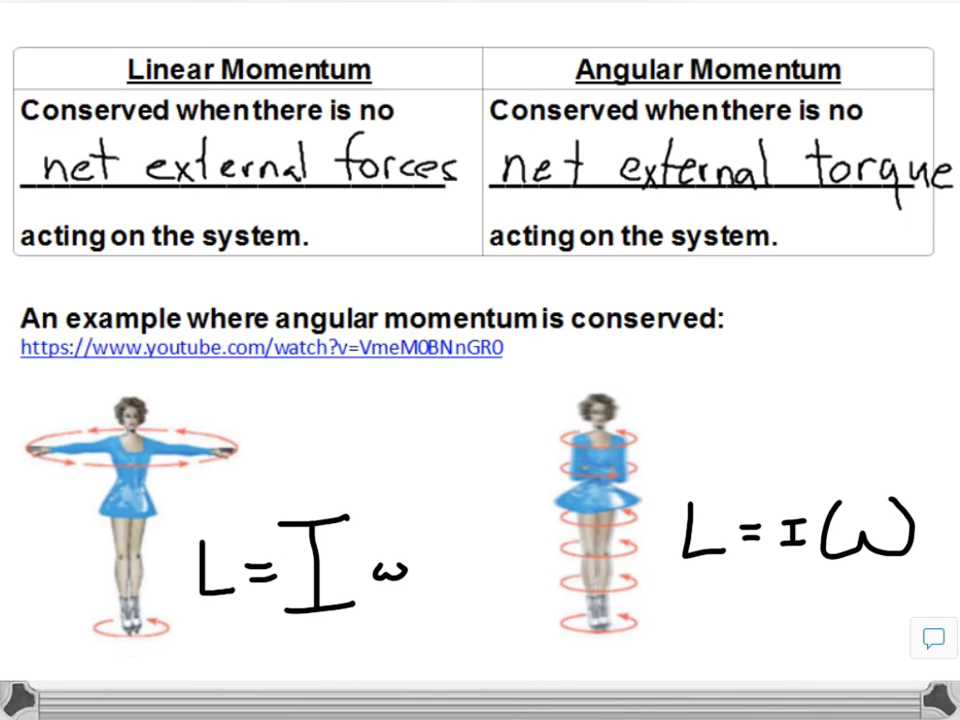 Linear Momentum
Conserved when there is no
net external forces
acting on the system.
Angular Momentum
Conserved when there is no
net external torque
acting on the system.
An example where angular momentum is conserved:
https://www.youtube.com/watch?v=VmeM0BNnGR0
L = I ω
L = I ω